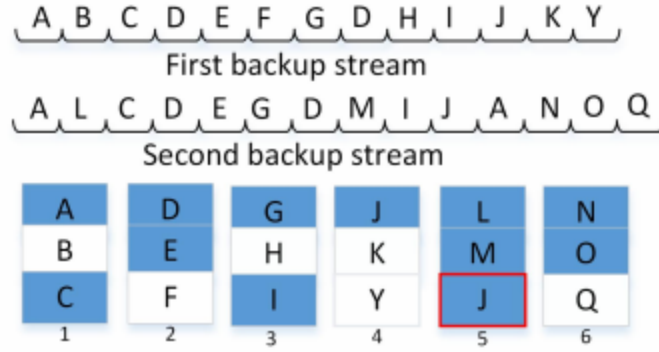 A B C D E F G D H I J K Y
First backup stream
A L C D E G D M I J A N O Q
Second backup stream
A D G J L N
B E H K M O
C F I Y J Q
1 2 3 4 5 6